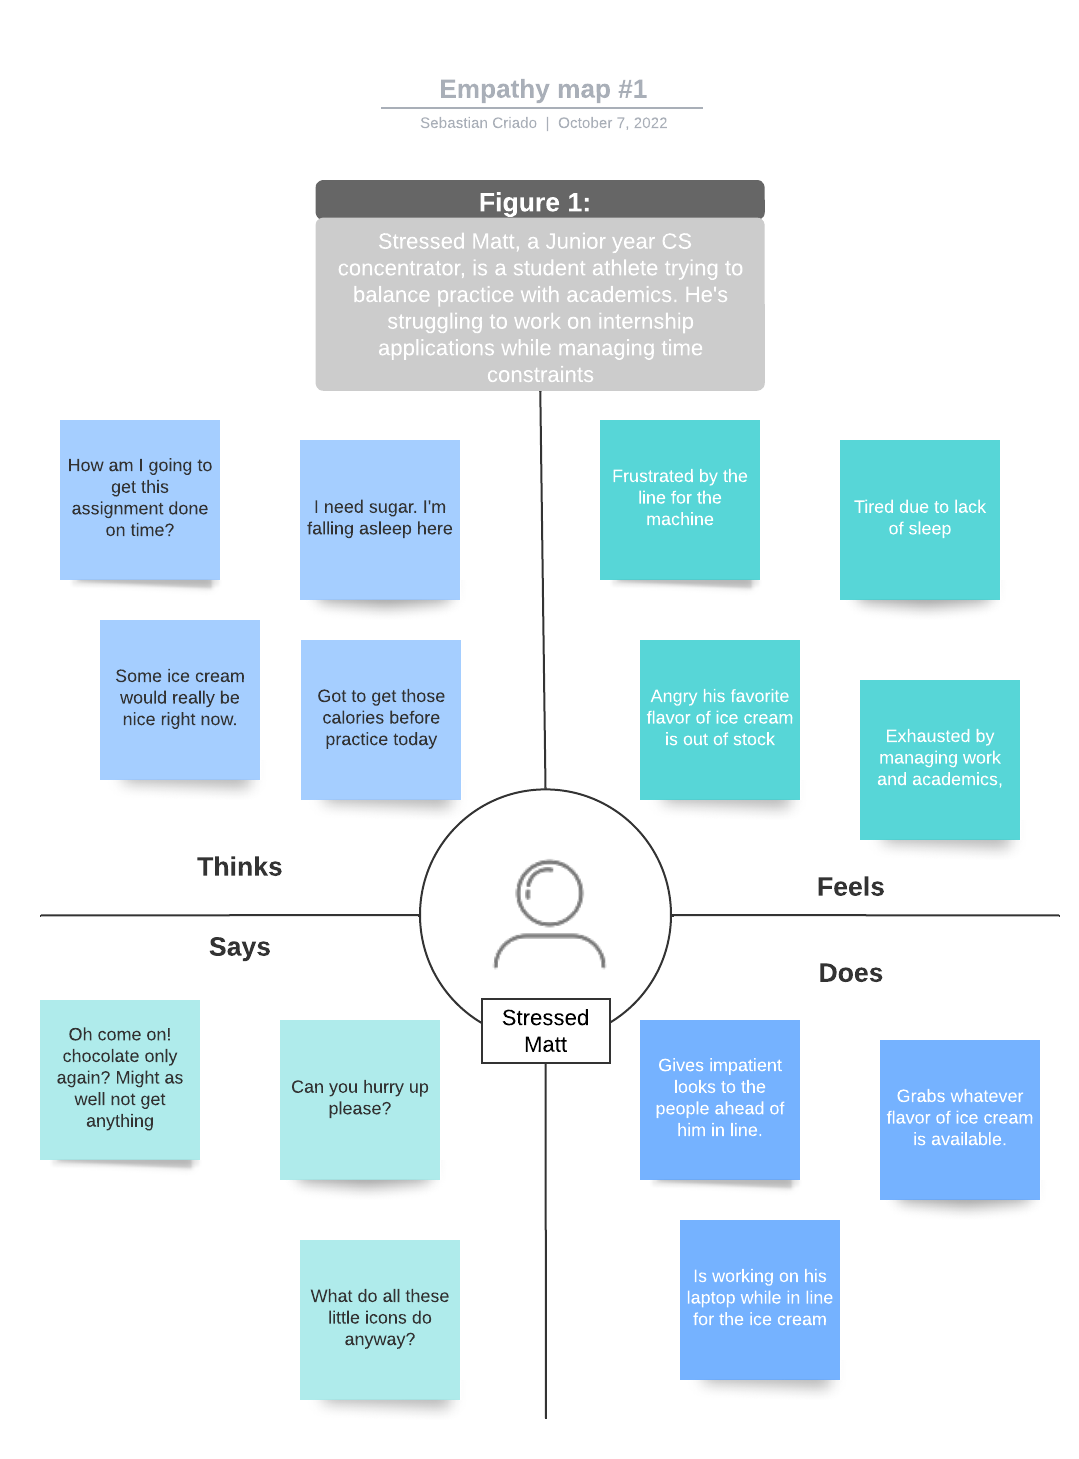 Empathy map #1
Sebastian Criado | October 7, 2022
Figure 1:
Stressed Matt, a Junior year CS
concentrator, is a student athlete trying to
balance practice with academics. He's
struggling to work on internship
applications while managing time
constraints
How am I going to
get this
assignment done
on time?
I need sugar. I'm
falling asleep here
Some ice cream
would really be
nice right now.
Got to get those
calories before
practice today
Thinks
Frustrated by the
line for the
machine
Tired due to lack
of sleep
Angry his favorite
flavor of ice cream
is out of stock
Exhausted by
managing work
and academics,
Feels
Says
Oh come on!
chocolate only
again? Might as
well not get
anything
Can you hurry up
please?
What do all these
little icons do
anyway?
Stressed
Matt
Does
Gives impatient
looks to the
people ahead of
him in line.
Grabs whatever
flavor of ice cream
is available.
Is working on his
laptop while in line
for the ice cream